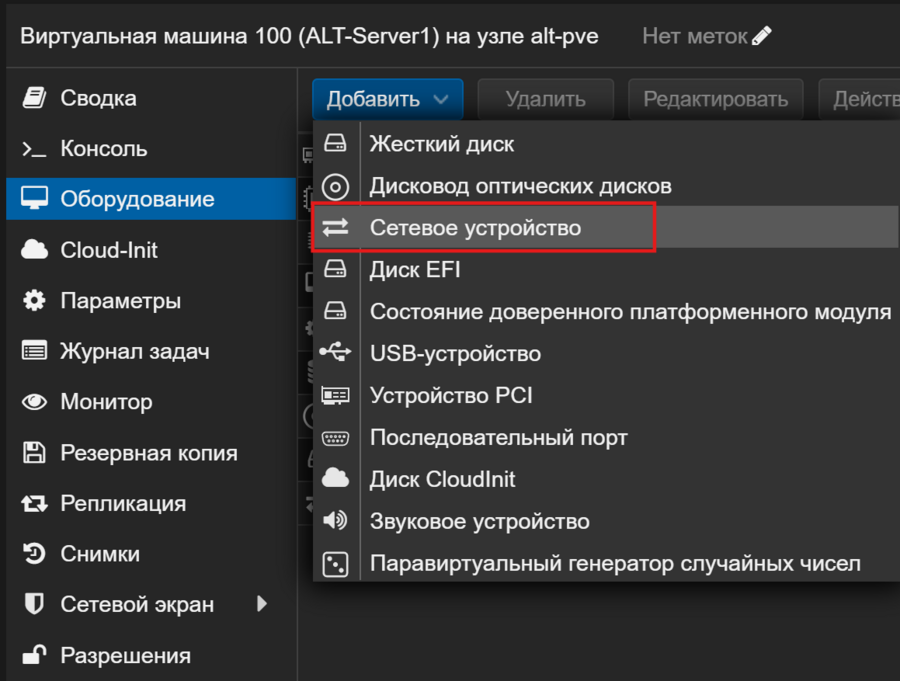 Виртуальная машина 100 (ALT-Server1) на узле alt-pve Нет меток
Сводка
Консоль
Оборудование
Cloud-Init
Параметры
Журнал задач
Монитор
Резервная копия
Репликация
Снимки
Сетевой экран
Разрешения
Добавить Удалить Редактировать Действ
Жесткий диск
Дисковод оптических дисков
Сетевое устройство
Диск EFI
Состояние доверенного платформенного модуля
USB-устройство
Устройство PCI
Последовательный порт
Диск CloudInit
Звуковое устройство
Паравиртуальный генератор случайных чисел